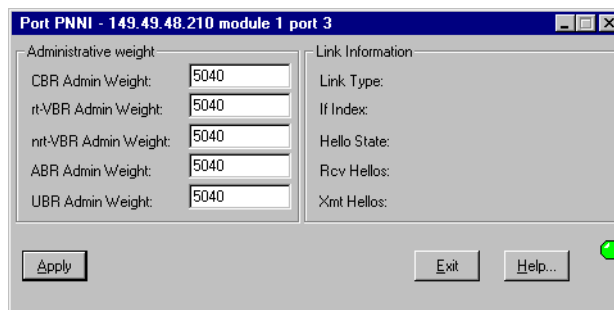 Port PNNI - 149.49.48.210 module 1 port 3
Administrative weight
CBR Admin Weight: 5040
rt-VBR Admin Weight: 5040
nrt-VBR Admin Weight: 5040
ABR Admin Weight: 5040
UBR Admin Weight: 5040
Link Information
Link Type:
If Index:
Hello State:
Rcv Hellos:
Xmt Hellos:
Apply
Exit
Help...